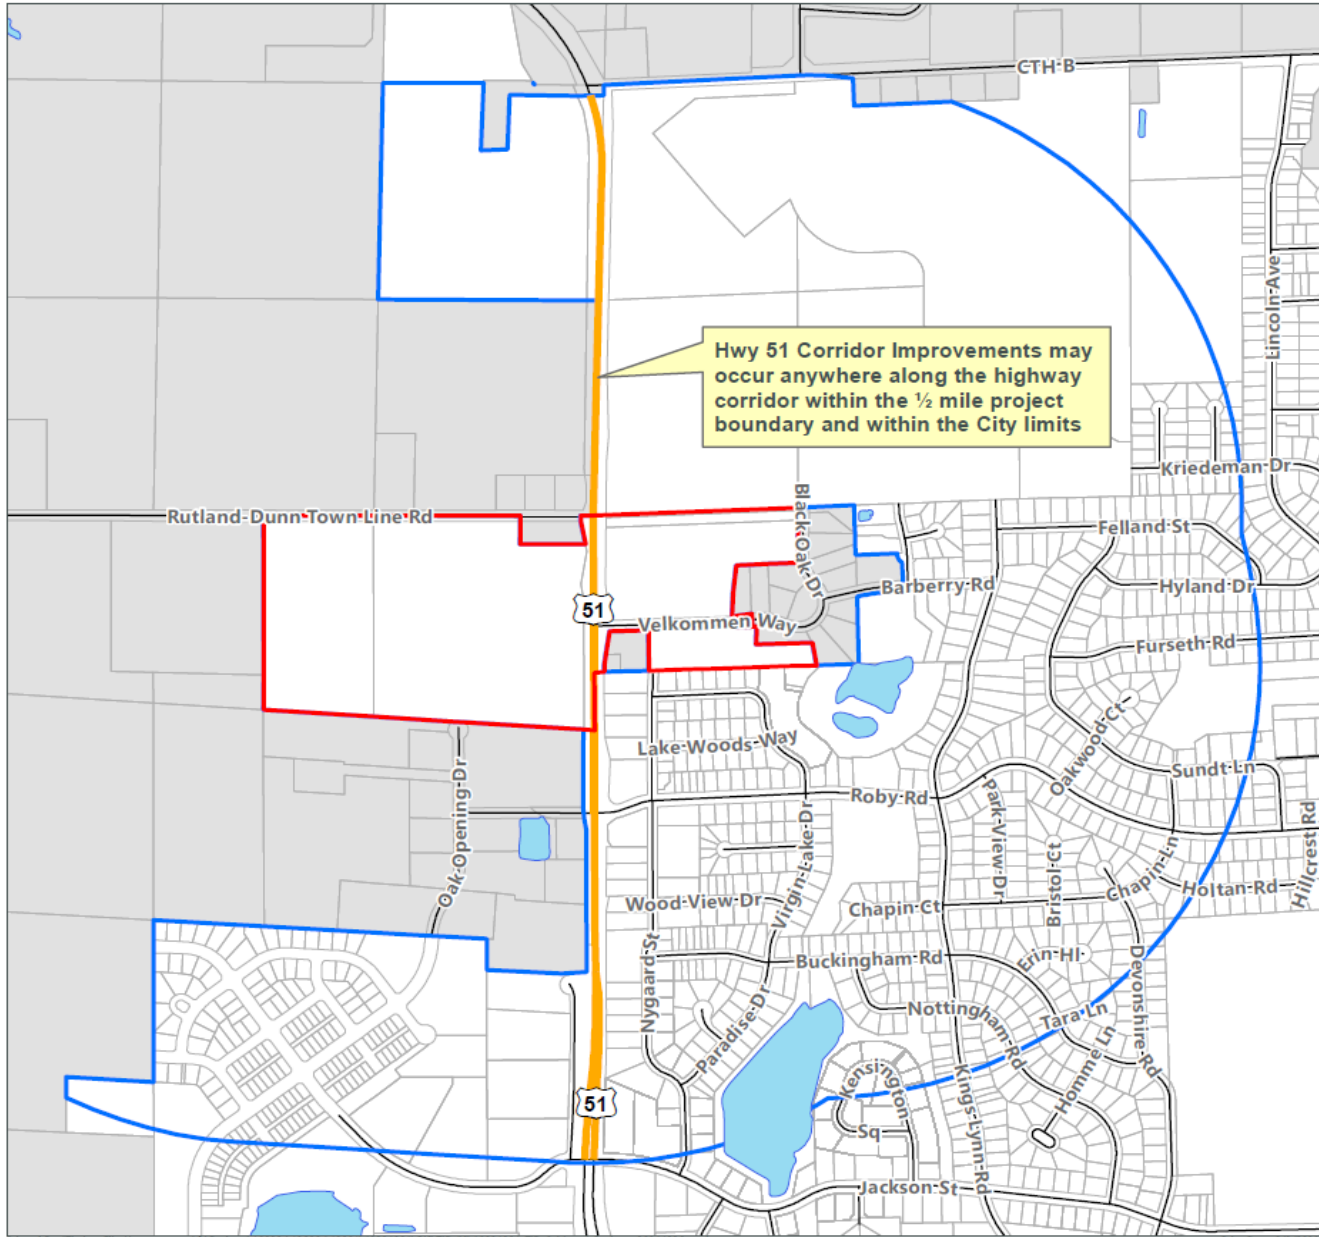 CTH B
Lincoln Ave
Hwy 51 Corridor Improvements may
occur anywhere along the highway
corridor within the ½ mile project
boundary and within the City limits
Kriedeman Dr
Rutland-Dunn Town Line Rd
Black Oak Dr
Felland St
Barberry Rd
Hyland Dr
51
Velkommen Way
Furseth Rd
Lake Woods Way
Oakwood Ct
Sundt Ln
Roby Rd
Park View Dr
Oak Opening Dr
Virgin Lake Dr
Hillcrest Rd
Bristol Ct
Chapin Ln
Holtan Rd
Wood View Dr
Chapin Ct
Nygaard St
Buckingham Rd
Erin Hl
Devonshire Rd
Paradise Dr
Nottingham Rd
Tara Ln
Homme Ln
51
Kensington
Sq
Kings Lynn Rd
Jackson St